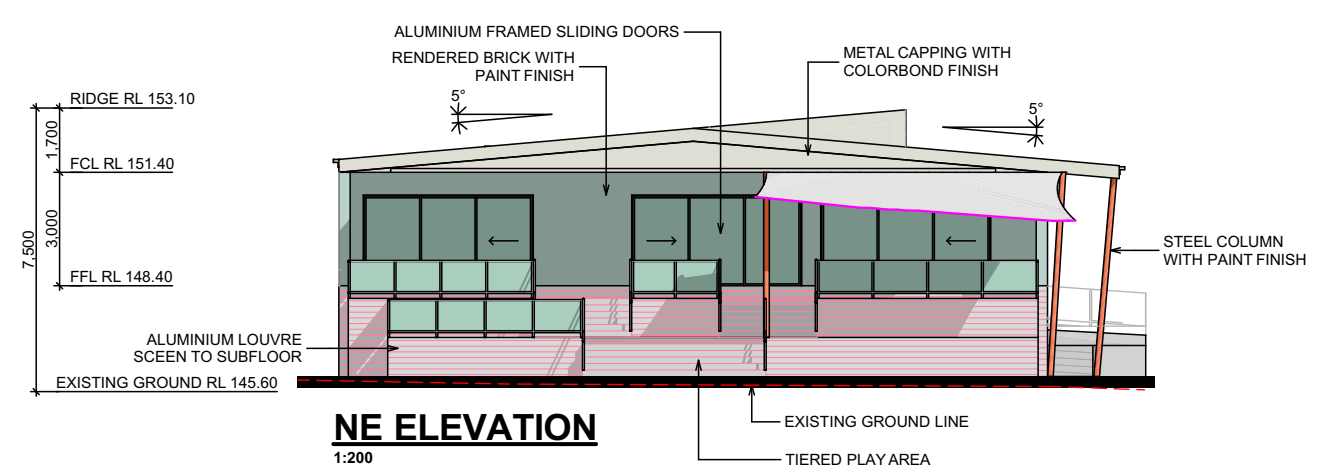 ALUMINIUM FRAMED SLIDING DOORS
RENDERED BRICK WITH
PAINT FINISH
METAL CAPPING WITH
COLORBOND FINISH
RIDGE RL 153.10
5°
5°
1,700
FCL RL 151.40
3,000
7,500
FFL RL 148.40
STEEL COLUMN
WITH PAINT FINISH
ALUMINIUM LOUVRE
SCEEN TO SUBFLOOR
EXISTING GROUND RL 145.60
NE ELEVATION
1:200
EXISTING GROUND LINE
TIERED PLAY AREA